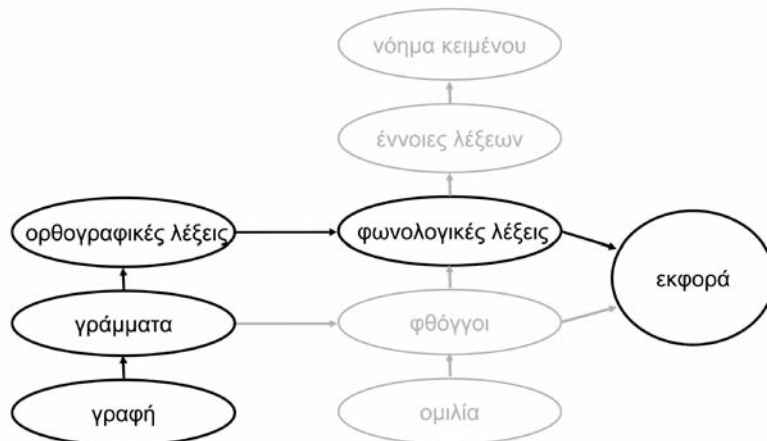 νόημα κειμένου
έννοιες λέξεων
ορθογραφικές λέξεις
φωνολογικές λέξεις
εκφορά
γράμματα
φθόγγοι
γραφή
ομιλία